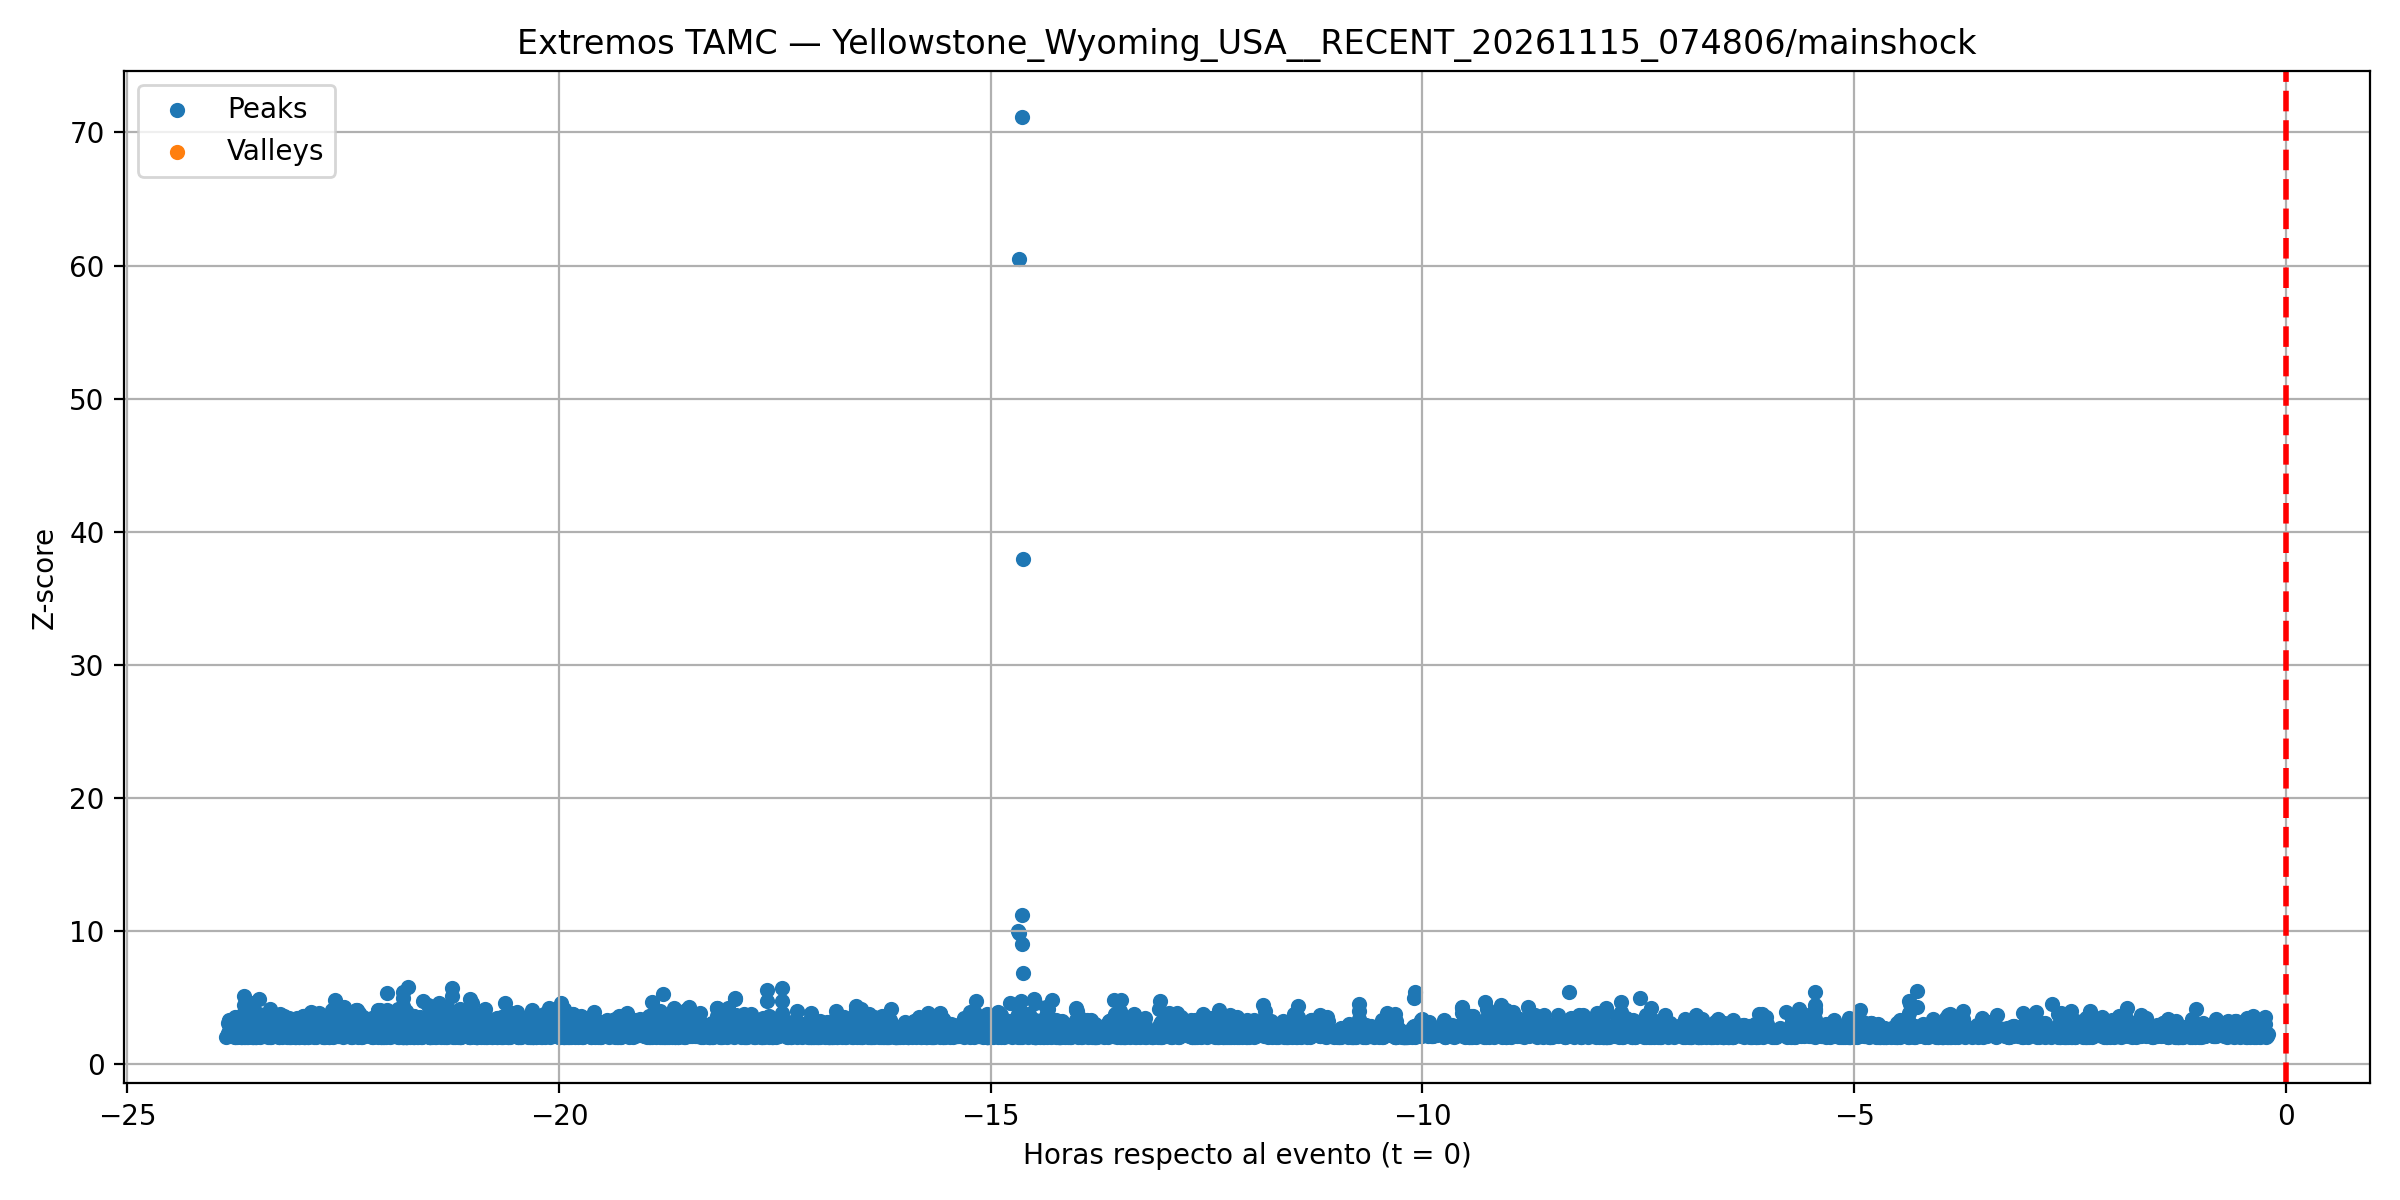 Extremos TAMC — Yellowstone_Wyoming_USA__RECENT_20261115_074806/mainshock
Peaks
Valleys
70
60
50
40
30
20
10
0
Z-score
−25
−20
−15
−10
−5
0
Horas respecto al evento (t = 0)